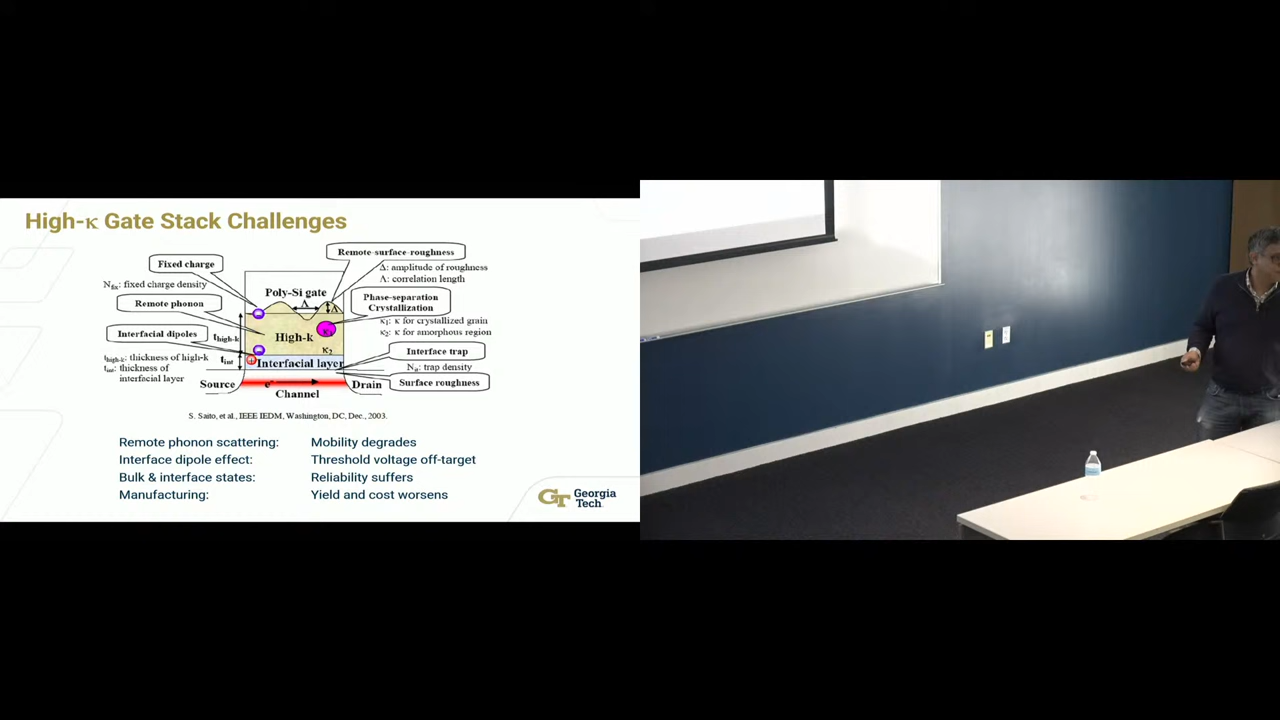 High-κ Gate Stack Challenges
Fixed charge
Nfix: fixed charge density
Remote phonon
Interfacial dipoles
thigh-k: thickness of high-k
tint: thickness of
interfacial layer
Remote-surface-roughness
Δ: amplitude of roughness
Λ: correlation length
Phase-separation
Crystallization
κ1: κ for crystallized grain
κ2: κ for amorphous region
Interface trap
Nit: trap density
Surface roughness
Poly-Si gate
Λ
Δ
thigh-k
High-k
κ1
κ2
tint
Interfacial layer
Source
e-
Drain
Channel
S. Saito, et al., IEEE IEDM, Washington, DC, Dec., 2003.
Remote phonon scattering: Mobility degrades
Interface dipole effect: Threshold voltage off-target
Bulk & interface states: Reliability suffers
Manufacturing: Yield and cost worsens
GT Georgia
Tech